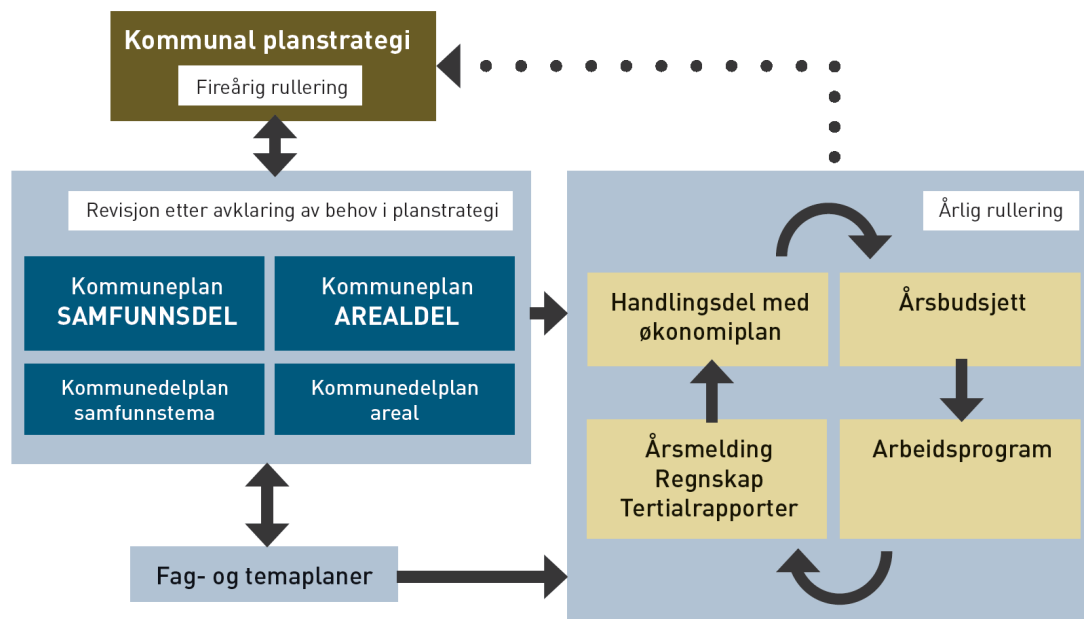 Kommunal planstrategi
Fireårig rullering
Revisjon etter avklaring av behov i planstrategi
Kommuneplan
SAMFUNNSDEL
Kommuneplan
AREALDEL
Kommunedelplan
samfunnstema
Kommunedelplan
areal
Fag- og temaplaner
Årlig rullering
Handlingsdel med
økonomiplan
Årsbudsjett
Årsmelding
Regnskap
Tertialrapporter
Arbeidsprogram